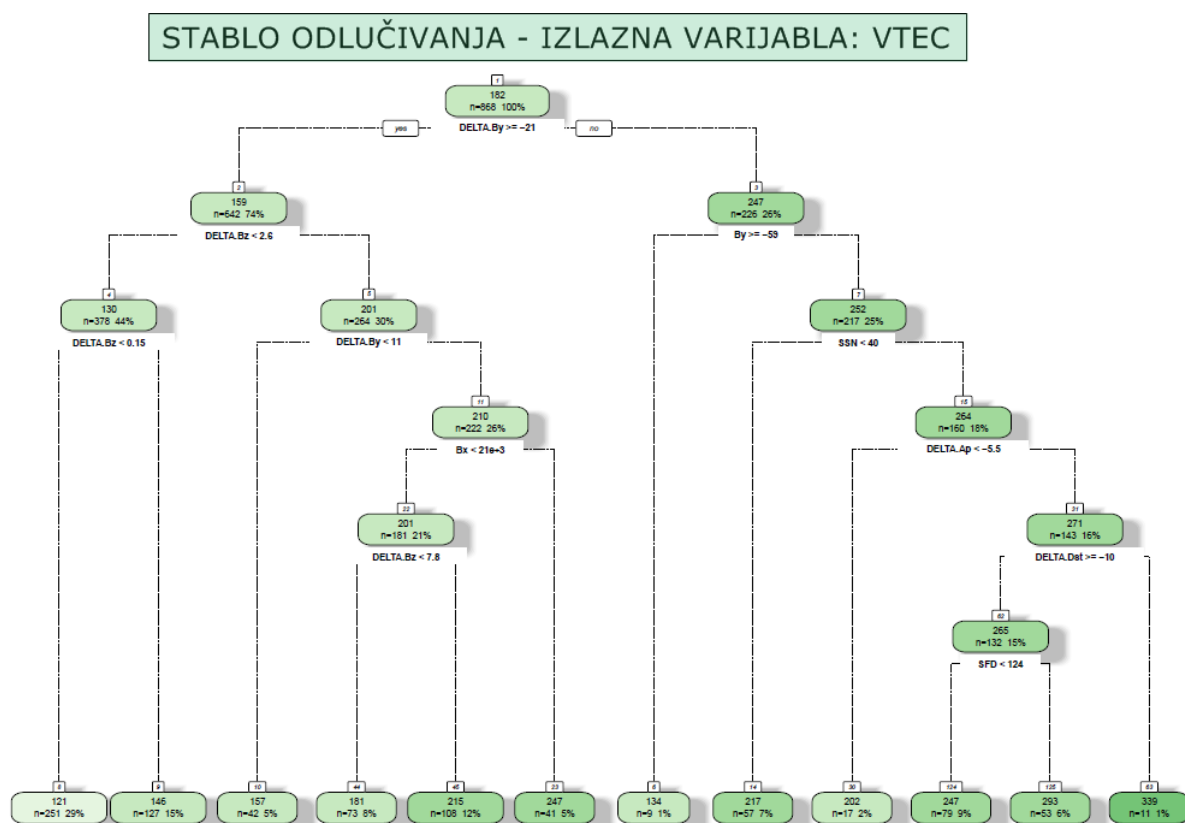 STABLO ODLUČIVANJA - IZLAZNA VARIJABLA: VTEC
1
182
n=868 100%
yes
DELTA.By >= −21
no
2
159
n=642 74%
DELTA.Bz < 2.6
3
247
n=226 26%
By >= −59
4
130
n=378 44%
DELTA.Bz < 0.15
5
201
n=264 30%
DELTA.By < 11
7
252
n=217 25%
SSN < 40
11
210
n=222 26%
Bx < 21e+3
15
264
n=160 18%
DELTA.Ap < −5.5
22
201
n=181 21%
DELTA.Bz < 7.8
31
271
n=143 16%
DELTA.Dst >= −10
62
265
n=132 15%
SFD < 124
8
121
n=251 29%
9
146
n=127 15%
10
157
n=42 5%
44
181
n=73 8%
45
215
n=108 12%
23
247
n=41 5%
6
134
n=9 1%
14
217
n=57 7%
30
202
n=17 2%
124
247
n=79 9%
125
293
n=53 6%
63
339
n=11 1%